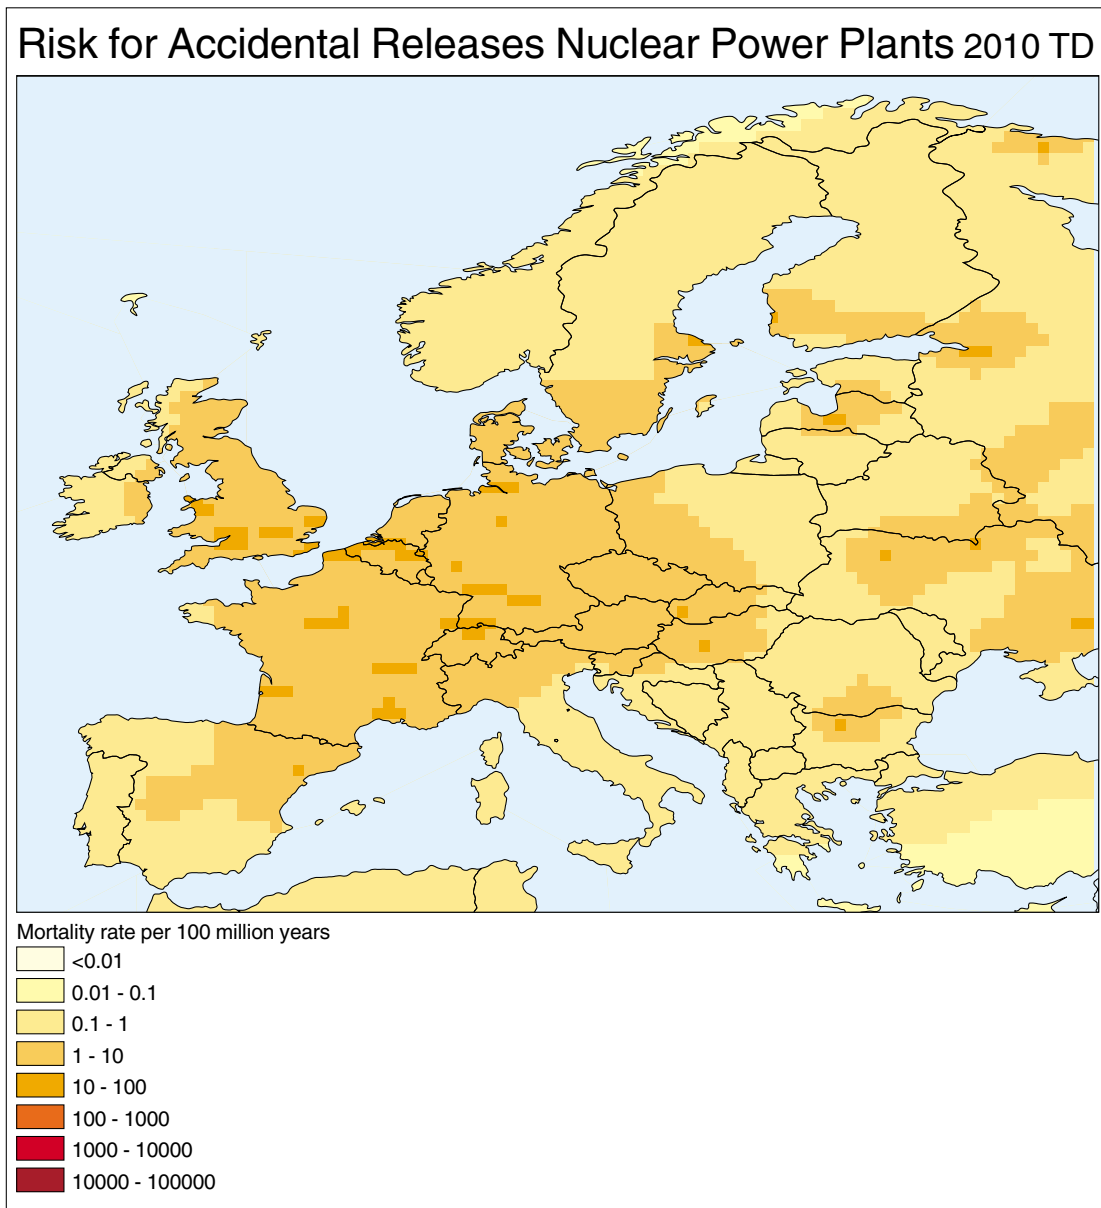 Risk for Accidental Releases Nuclear Power Plants 2010 TD
Mortality rate per 100 million years
<0.01
0.01 - 0.1
0.1 - 1
1 - 10
10 - 100
100 - 1000
1000 - 10000
10000 - 100000